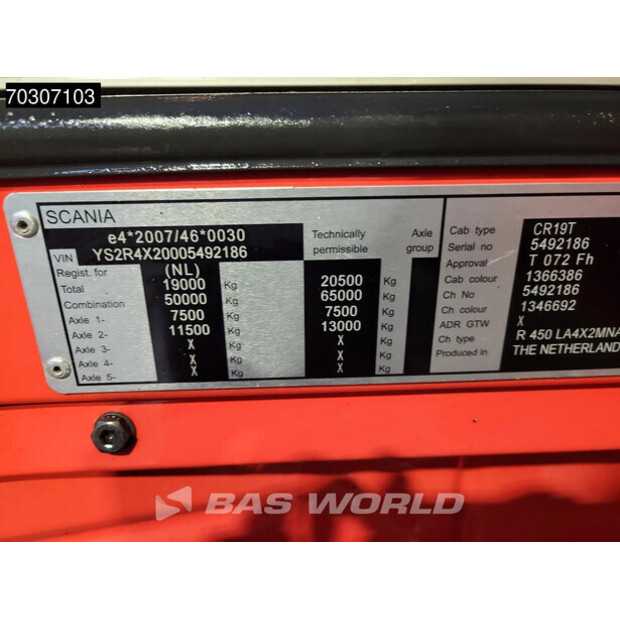 70307103
SCANIA
e4*2007/46*0030
VIN YS2R4X20005492186
Regist. for (NL) Technically permissible Axle group
Total 19000 Kg 20500 Kg
Combination 50000 Kg 65000 Kg
Axle 1- 7500 Kg 7500 Kg
Axle 2- 11500 Kg 13000 Kg
Axle 3- X Kg X Kg
Axle 4- X Kg X Kg
Axle 5- X Kg X Kg
Cab type CR19T
Serial no 5492186
Approval T 072 Fh
Cab colour 1366386
Ch No 5492186
Ch colour 1346692
ADR GTW X
Ch type R 450 LA4X2MNA
Produced in THE NETHERLAND
BAS WORLD